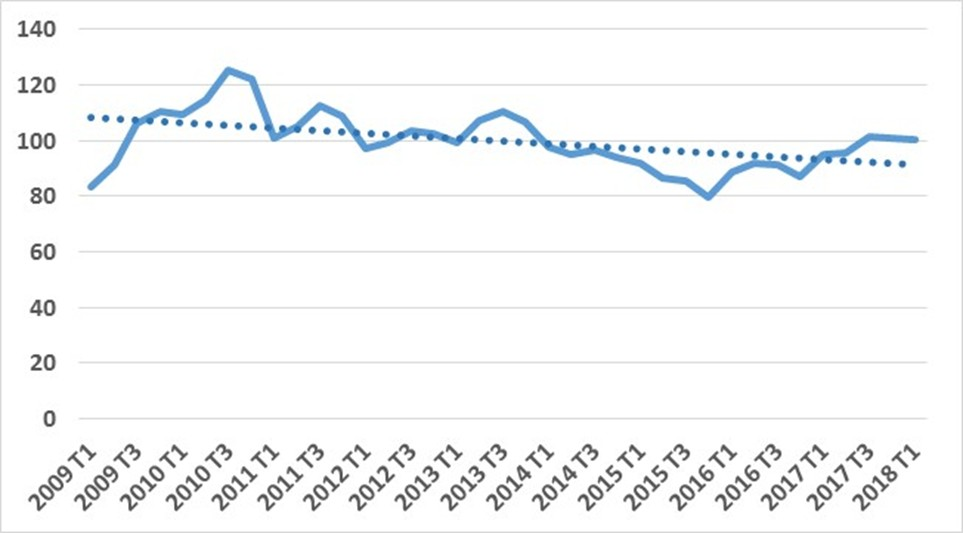 140
120
100
80
60
40
20
0
2009 T1
2009 T3
2010 T1
2010 T3
2011 T1
2011 T3
2012 T1
2012 T3
2013 T1
2013 T3
2014 T1
2014 T3
2015 T1
2015 T3
2016 T1
2016 T3
2017 T1
2017 T3
2018 T1